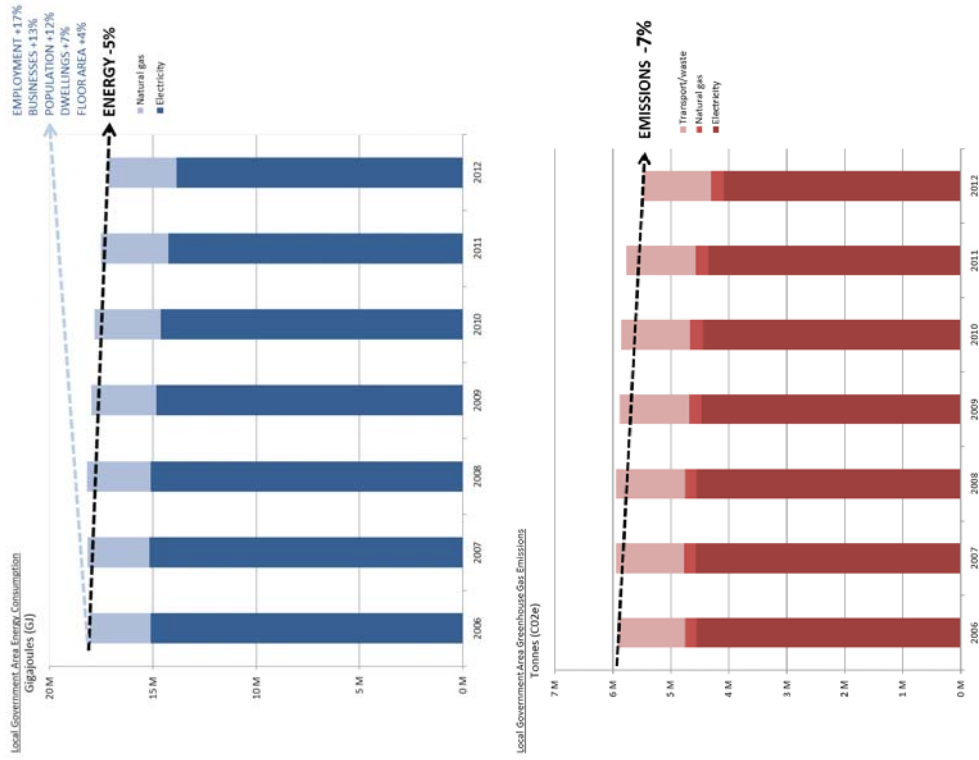 Local Government Area Energy Consumption
Gigajoules (GJ)
20 M
15 M
10 M
5 M
0 M
2006
2007
2008
2009
2010
2011
2012
EMPLOYMENT +17%
BUSINESSES +13%
POPULATION +12%
DWELLINGS +7%
FLOOR AREA +4%
ENERGY -5%
Natural gas
Electricity
Local Government Area Greenhouse Gas Emissions
Tonnes (C02e)
7 M
6 M
5 M
4 M
3 M
2 M
1 M
0 M
2006
2007
2008
2009
2010
2011
2012
EMISSIONS -7%
Transport/waste
Natural gas
Electricity